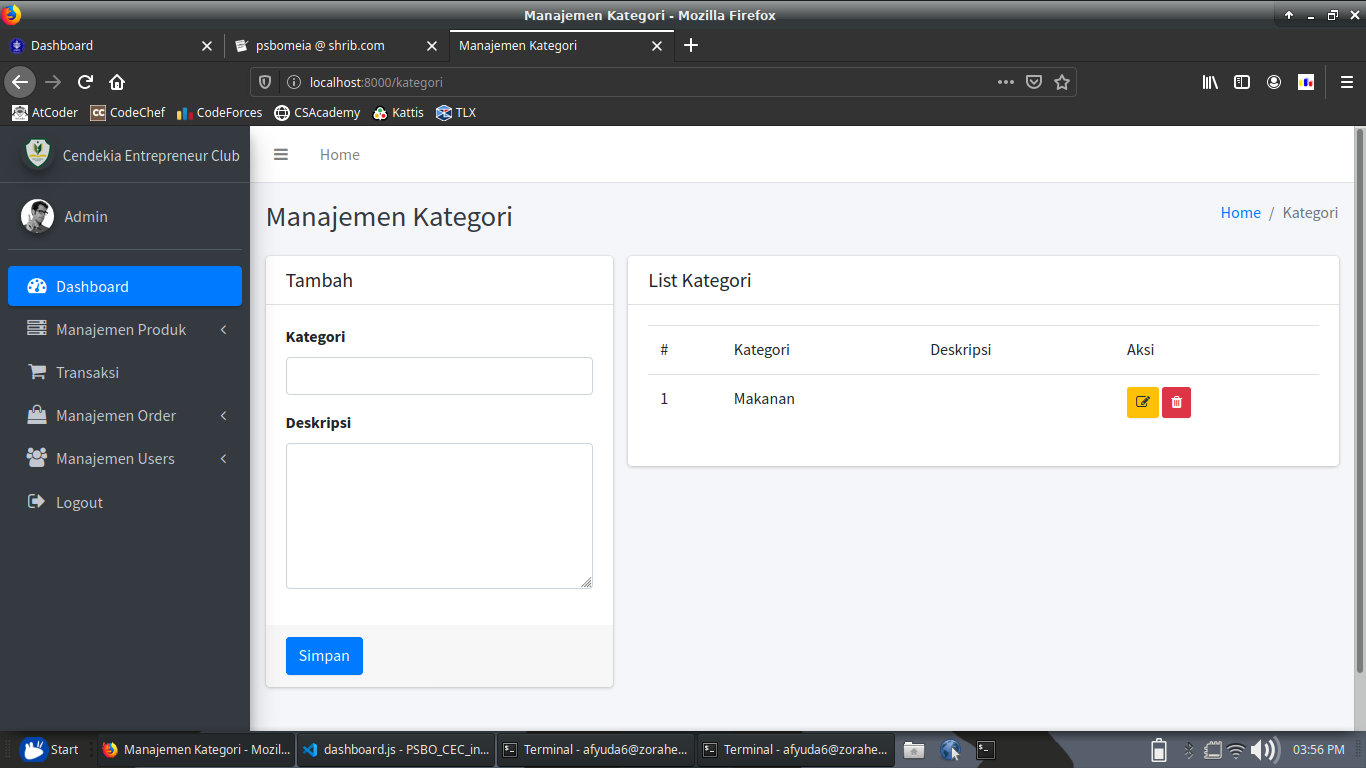 Manajemen Kategori - Mozilla Firefox
Dashboard
psbomeia @ shrib.com
Manajemen Kategori
localhost:8000/kategori
AtCoder
CC CodeChef
CodeForces
CSAcademy
Kattis
TLX
Cendekia Entrepreneur Club
Home
Admin
Manajemen Kategori
Home / Kategori
Dashboard
Manajemen Produk
Transaksi
Manajemen Order
Manajemen Users
Logout
Tambah
Kategori
Deskripsi
Simpan
List Kategori
# Kategori Deskripsi Aksi
1 Makanan
Start
Manajemen Kategori - Mozil...
dashboard.js - PSBO_CEC_in...
Terminal - afyuda6@zorahe...
Terminal - afyuda6@zorahe...
03:56 PM